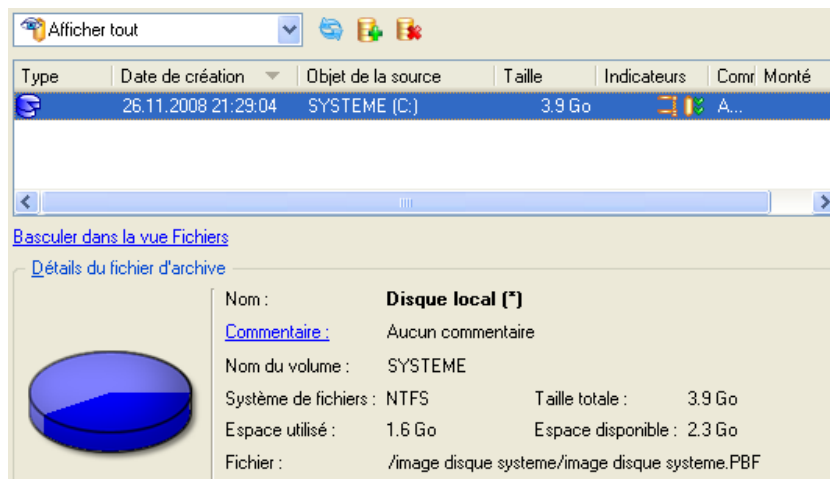 Afficher tout
Type Date de création Objet de la source Taille Indicateurs Comr Monté
26.11.2008 21:29:04 SYSTEME (C:) 3.9 Go A...
Basculer dans la vue Fichiers
Détails du fichier d'archive
Nom : Disque local (*)
Commentaire : Aucun commentaire
Nom du volume : SYSTEME
Système de fichiers : NTFS Taille totale : 3.9 Go
Espace utilisé : 1.6 Go Espace disponible : 2.3 Go
Fichier : /image disque systeme/image disque systeme.PBF